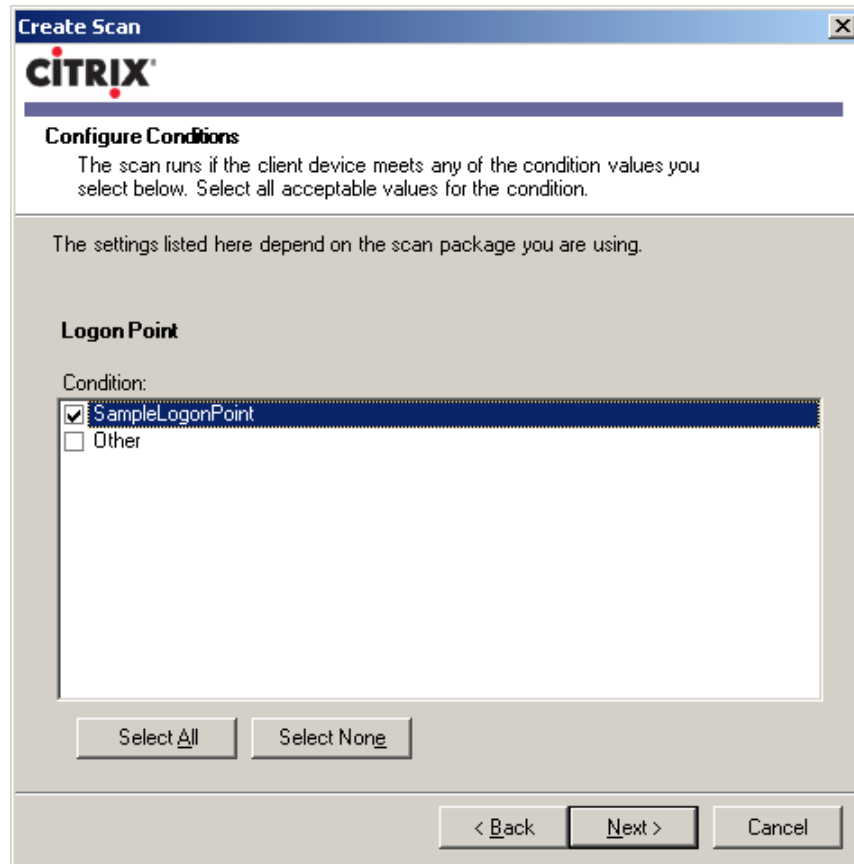 Create Scan
CİTRIX®
Configure Conditions
The scan runs if the client device meets any of the condition values you
select below. Select all acceptable values for the condition.
The settings listed here depend on the scan package you are using.
Logon Point
Condition:
SampleLogonPoint
Other
Select All Select None
< Back Next > Cancel